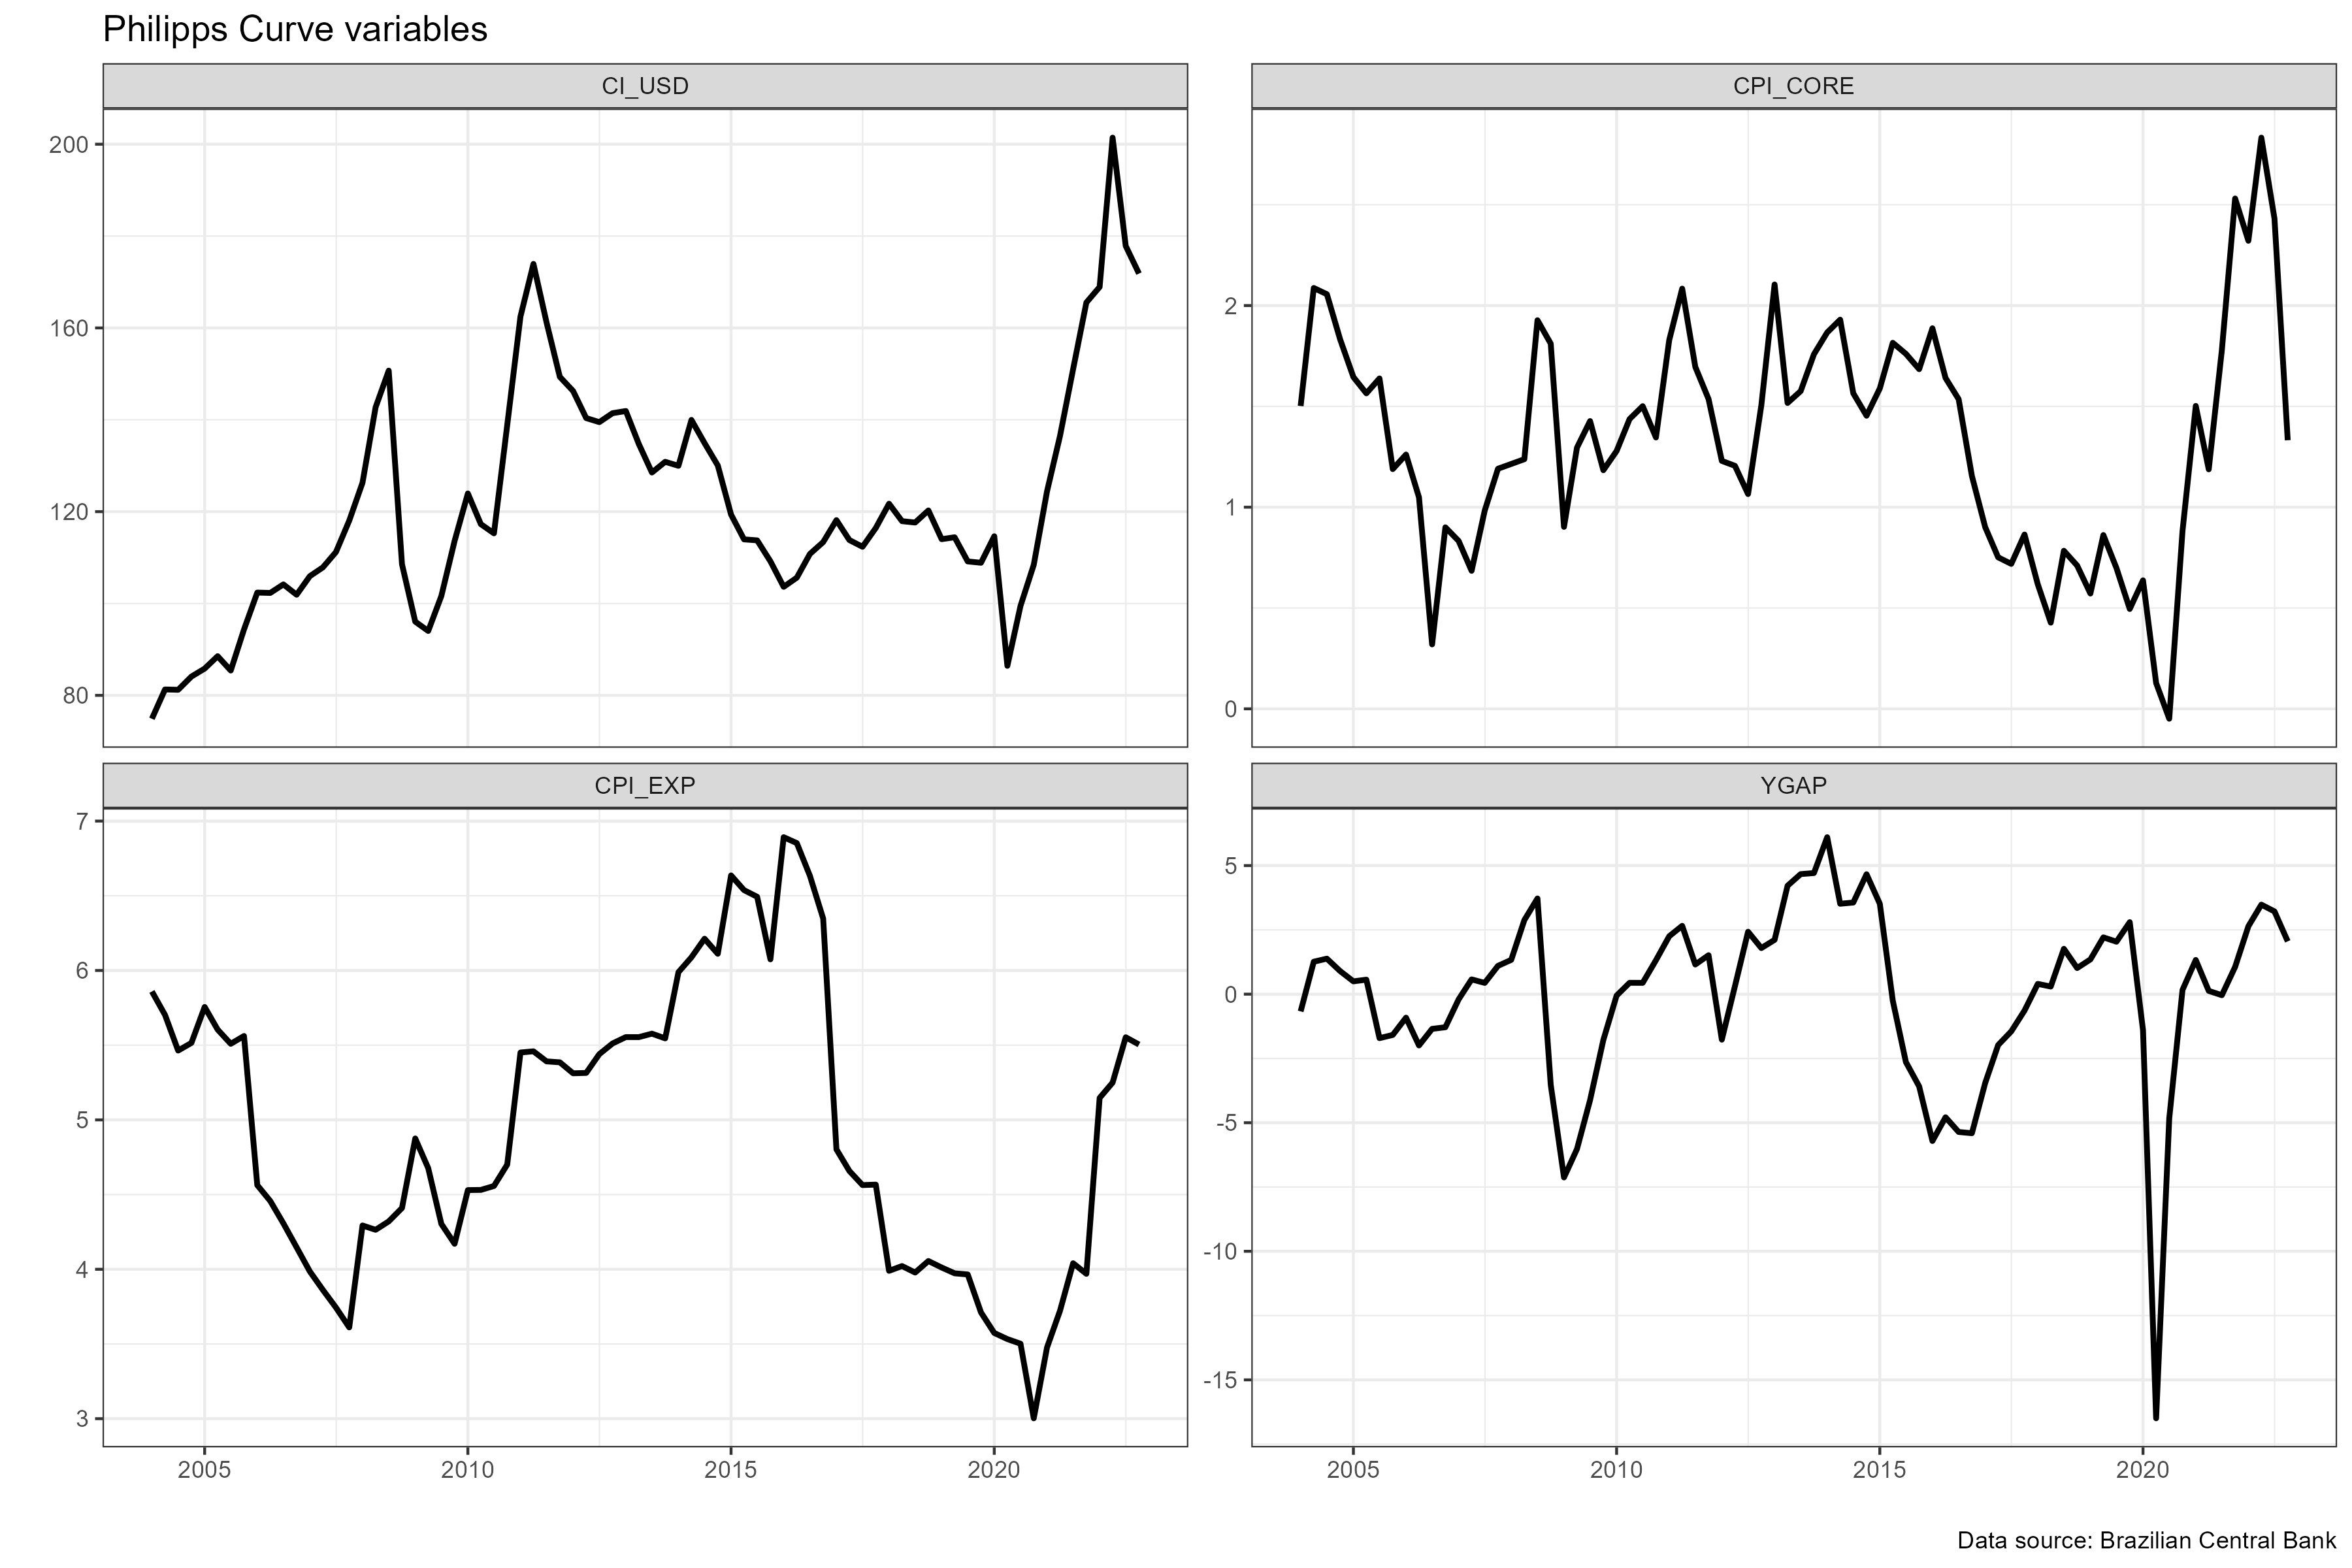 Philipps Curve variables
CI_USD
CPI_CORE
200
160
120
80
2
1
0
CPI_EXP
YGAP
7
6
5
4
3
5
0
-5
-10
-15
2005 2010 2015 2020
2005 2010 2015 2020
Data source: Brazilian Central Bank